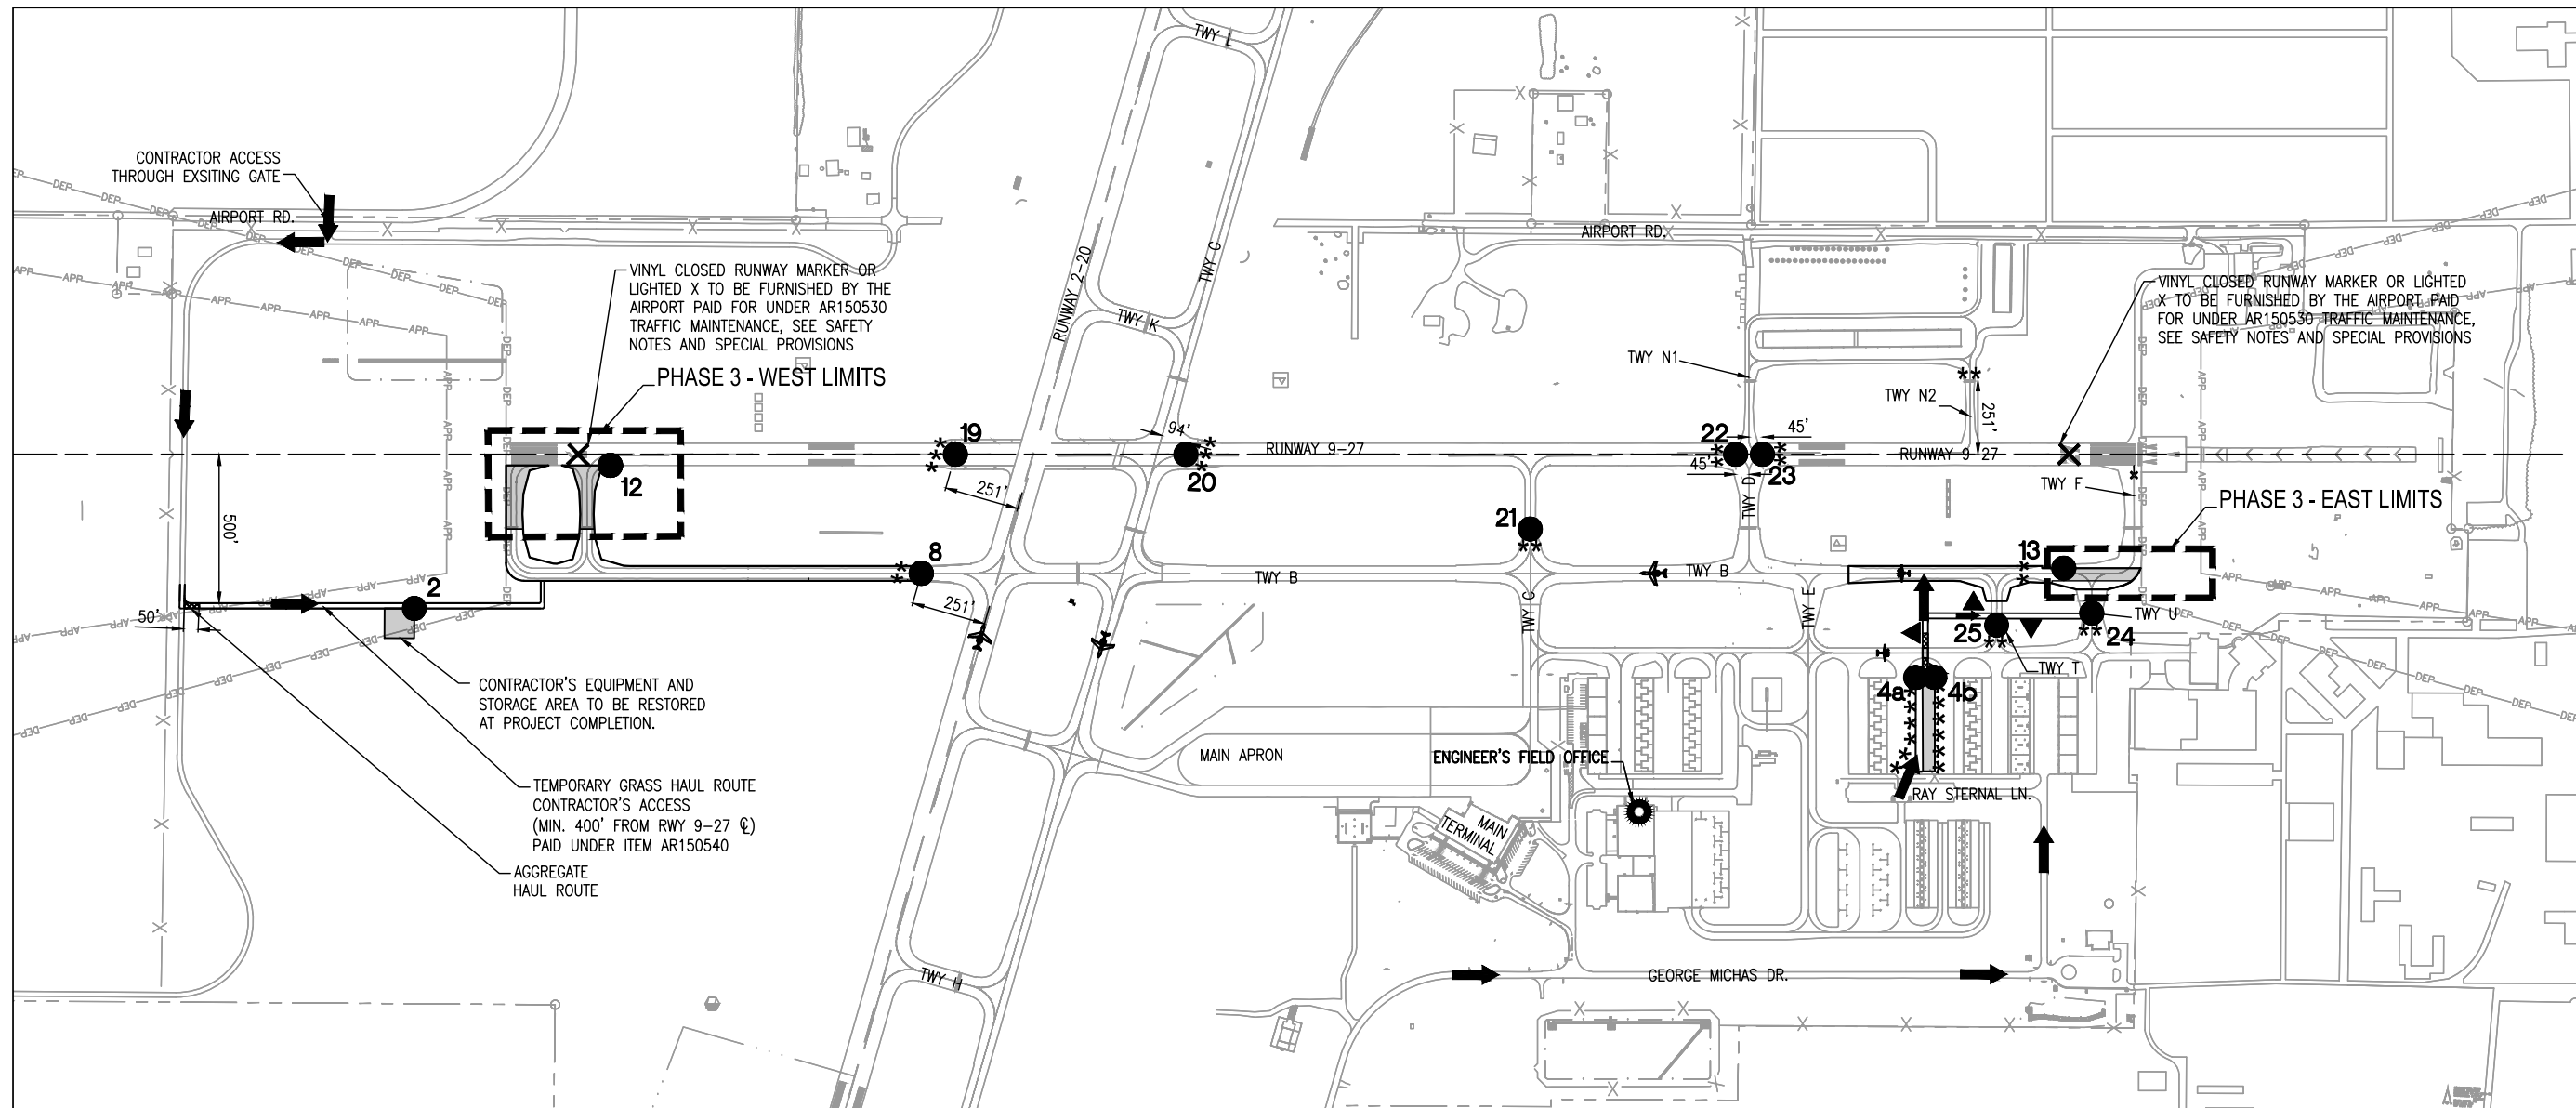 TWY L
CONTRACTOR ACCESS
THROUGH EXSITING GATE
AIRPORT RD.
AIRPORT RD.
DEP
APP
RUNWAY 2-20
TWY G
TWY K
VINYL CLOSED RUNWAY MARKER OR
LIGHTED X TO BE FURNISHED BY THE
AIRPORT PAID FOR UNDER AR150530
TRAFFIC MAINTENANCE, SEE SAFETY
NOTES AND SPECIAL PROVISIONS
PHASE 3 - WEST LIMITS
VINYL CLOSED RUNWAY MARKER OR LIGHTED
X TO BE FURNISHED BY THE AIRPORT PAID
FOR UNDER AR150530 TRAFFIC MAINTENANCE,
SEE SAFETY NOTES AND SPECIAL PROVISIONS
TWY N1
TWY N2
251'
19
94'
20
RUNWAY 9-27
22
45'
45'
23
RUNWAY 9-27
12
251'
TWY D
TWY F
PHASE 3 - EAST LIMITS
500'
21
8
13
TWY B
TWY B
2
50'
251'
TWY C
TWY E
25
TWY U
24
TWY T
4a
4b
CONTRACTOR'S EQUIPMENT AND
STORAGE AREA TO BE RESTORED
AT PROJECT COMPLETION.
MAIN APRON
ENGINEER'S FIELD OFFICE
RAY STERNAL LN.
TEMPORARY GRASS HAUL ROUTE
CONTRACTOR'S ACCESS
(MIN. 400' FROM RWY 9-27 ℄)
PAID UNDER ITEM AR150540
MAIN
TERMINAL
AGGREGATE
HAUL ROUTE
TWY H
GEORGE MICHAS DR.